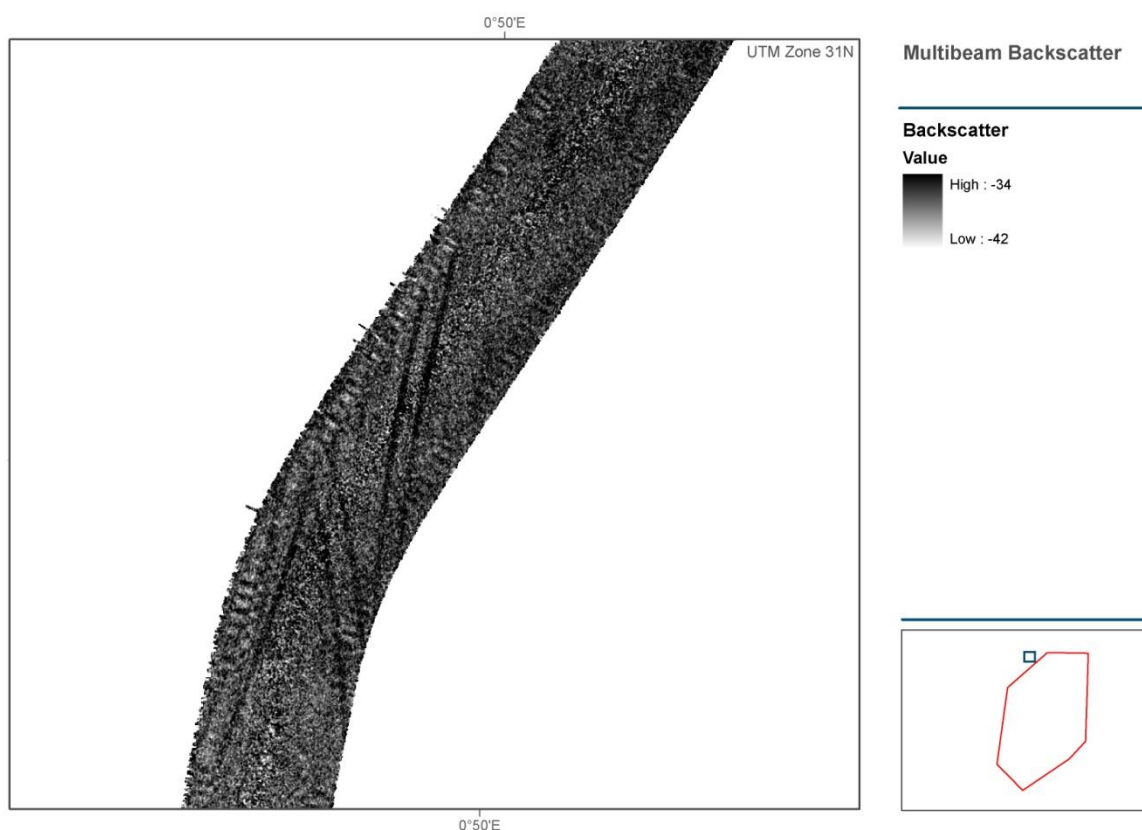 0°50'E
UTM Zone 31N
Multibeam Backscatter
Backscatter
Value
High : -34
Low : -42
0°50'E